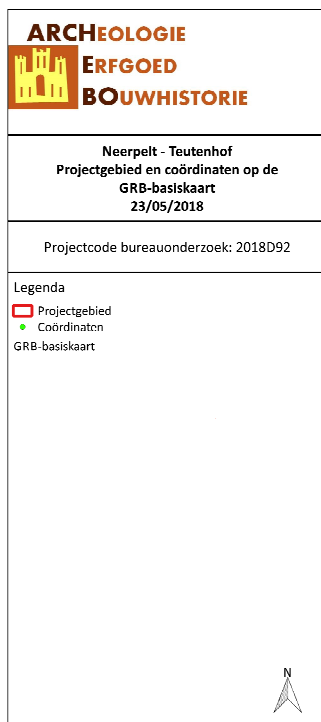 ARCHEOLOGIE
ERFGOED
BOUWHISTORIE
Neerpelt - Teutenhof
Projectgebied en coördinaten op de
GRB-basiskaart
23/05/2018
Projectcode bureauonderzoek: 2018D92
Legenda
Projectgebied
Coördinaten
GRB-basiskaart
N